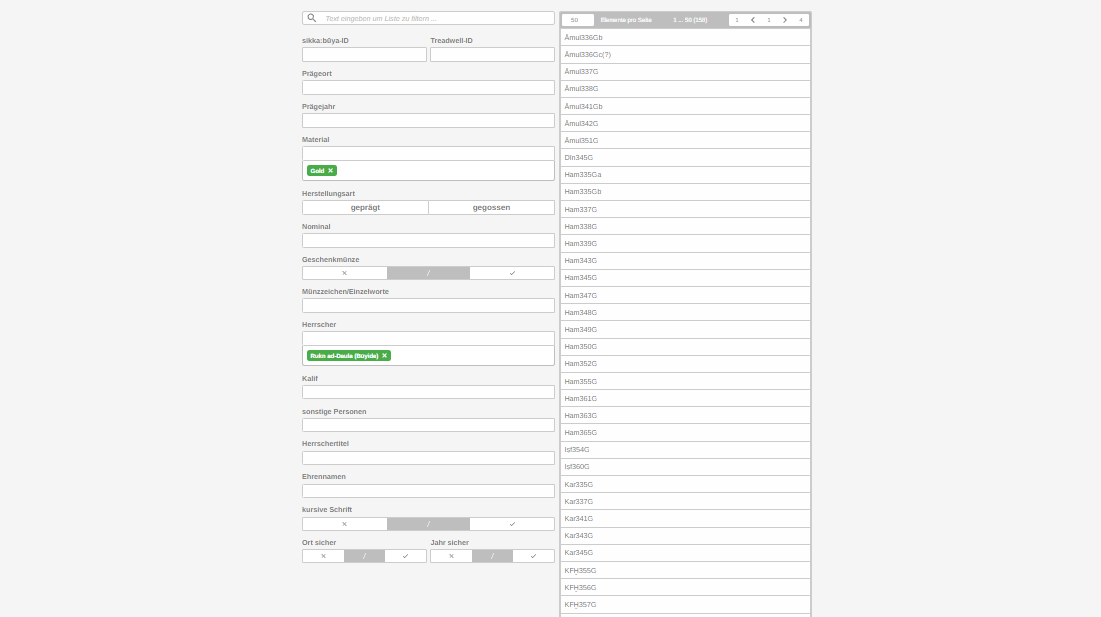 Text eingeben um Liste zu filtern ...
sikka:būya-ID
Treadwell-ID
Prägeort
Prägejahr
Material
Gold ×
Herstellungsart
geprägt
gegossen
Nominal
Geschenkmünze
/
Münzzeichen/Einzelworte
Herrscher
Rukn ad-Daula (Būyide) ×
Kalif
sonstige Personen
Herrschertitel
Ehrennamen
kursive Schrift
/
Ort sicher
Jahr sicher
/
/
50 Elemente pro Seite 1 ... 50 (158) 1 1 4
Āmul336Gb
Āmul336Gc(?)
Āmul337G
Āmul338G
Āmul341Gb
Āmul342G
Āmul351G
DIn345G
Ham335Ga
Ham335Gb
Ham337G
Ham338G
Ham339G
Ham343G
Ham345G
Ham347G
Ham348G
Ham349G
Ham350G
Ham352G
Ham355G
Ham361G
Ham363G
Ham365G
Iṣf354G
Iṣf360G
Kar335G
Kar337G
Kar341G
Kar343G
Kar345G
KFḤ355G
KFḤ356G
KFḤ357G